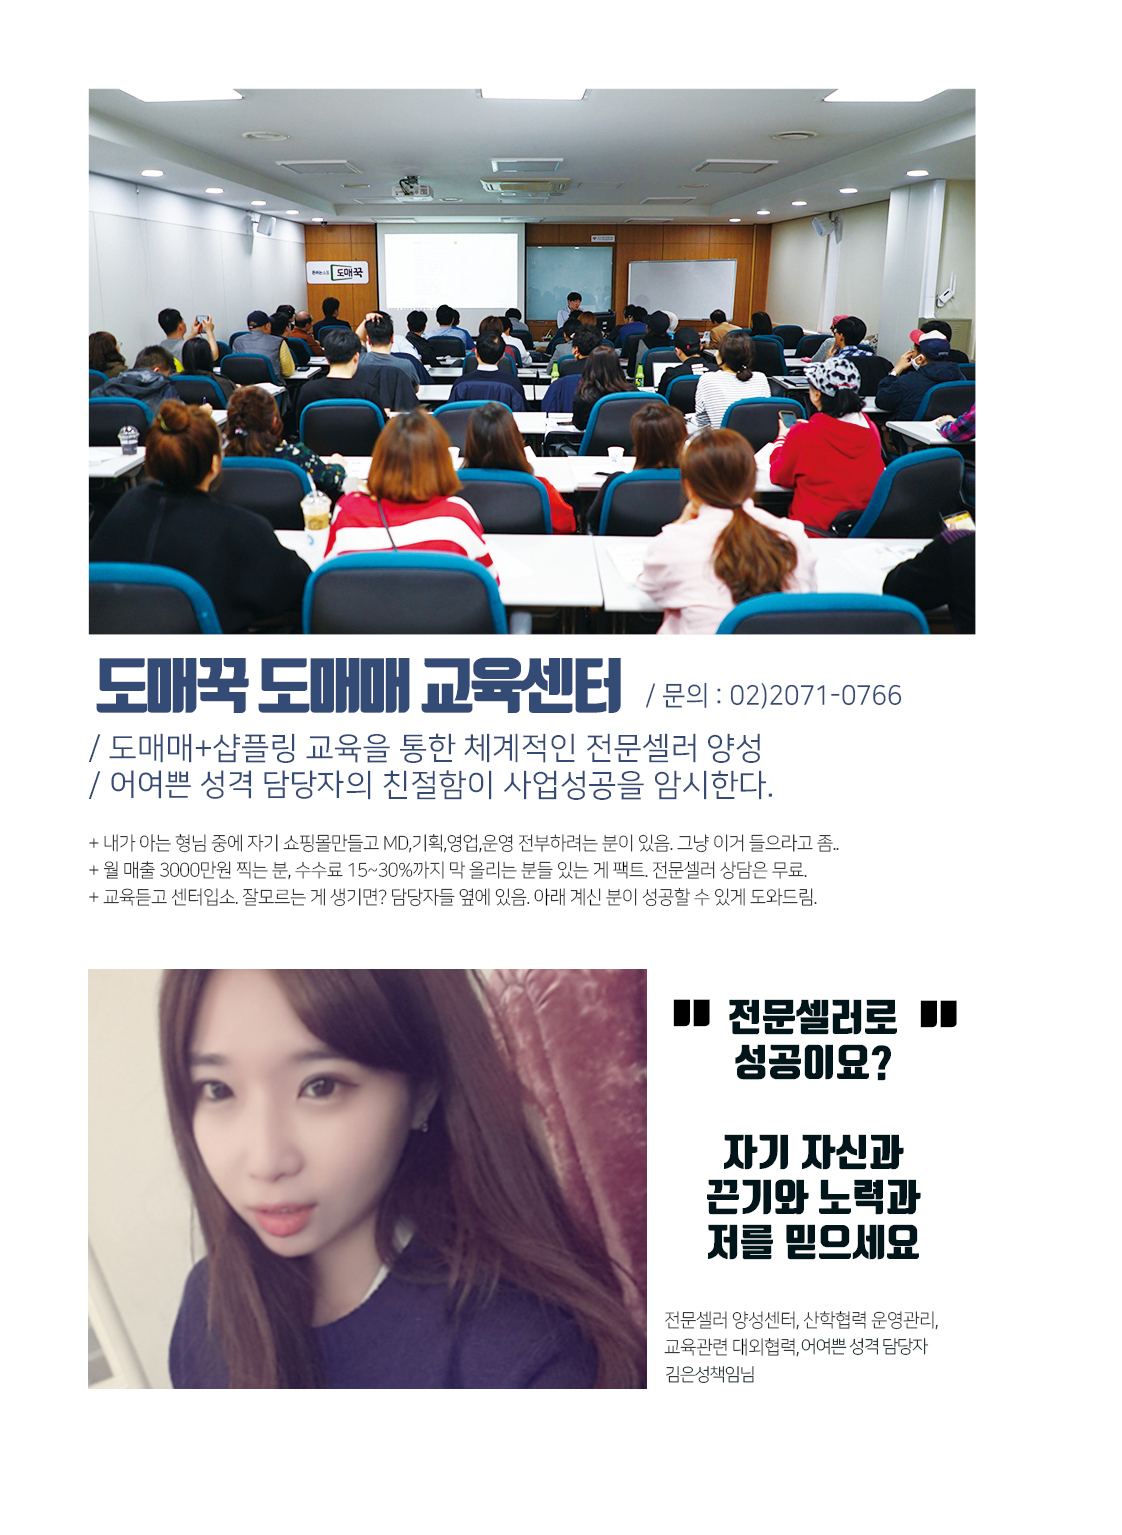 도매꾹
도매꾹 도매매 교육센터 / 문의 : 02)2071-0766
/ 도매매+샵플링 교육을 통한 체계적인 전문셀러 양성
/ 어여쁜 성격 담당자의 친절함이 사업성공을 암시한다.
+ 내가 아는 형님 중에 자기 쇼핑몰만들고 MD,기획,영업,운영 전부하려는 분이 있음. 그냥 이거 들으라고 좀..
+ 월 매출 3000만원 찍는 분, 수수료 15~30%까지 막 올리는 분들 있는 게 팩트. 전문셀러 상담은 무료.
+ 교육듣고 센터입소. 잘모르는 게 생기면? 담당자들 옆에 있음. 아래 계신 분이 성공할 수 있게 도와드림.
" 전문셀러로 "
성공이요?
자기 자신과
끈기와 노력과
저를 믿으세요
전문셀러 양성센터, 산학협력 운영관리,
교육관련 대외협력, 어여쁜 성격 담당자
김은성책임님